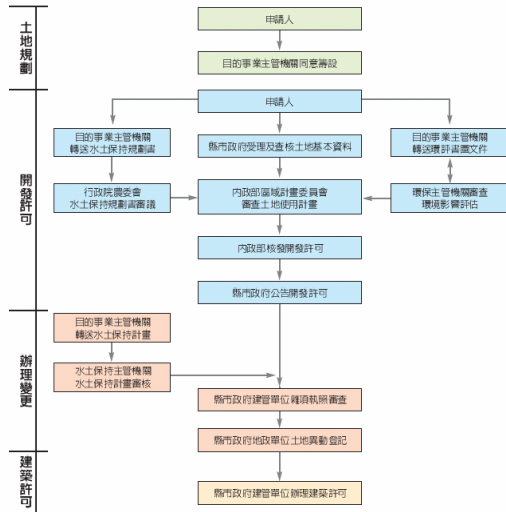 土地規劃
申請人
目的事業主管機關同意籌設
開發許可
申請人
目的事業主管機關
轉送水土保持規劃書
縣市政府受理及查核土地基本資料
目的事業主管機關
轉送環評書圖文件
行政院農委會
水土保持規劃書審議
內政部區域計畫委員會
審查土地使用計畫
環保主管機關審查
環境影響評估
內政部核發開發許可
縣市政府公告開發許可
辦理變更
目的事業主管機關
轉送水土保持計畫
水土保持主管機關
水土保持計畫審核
縣市政府建管單位雜項執照審查
縣市政府地政單位土地異動登記
建築許可
縣市政府建管單位辦理建築許可